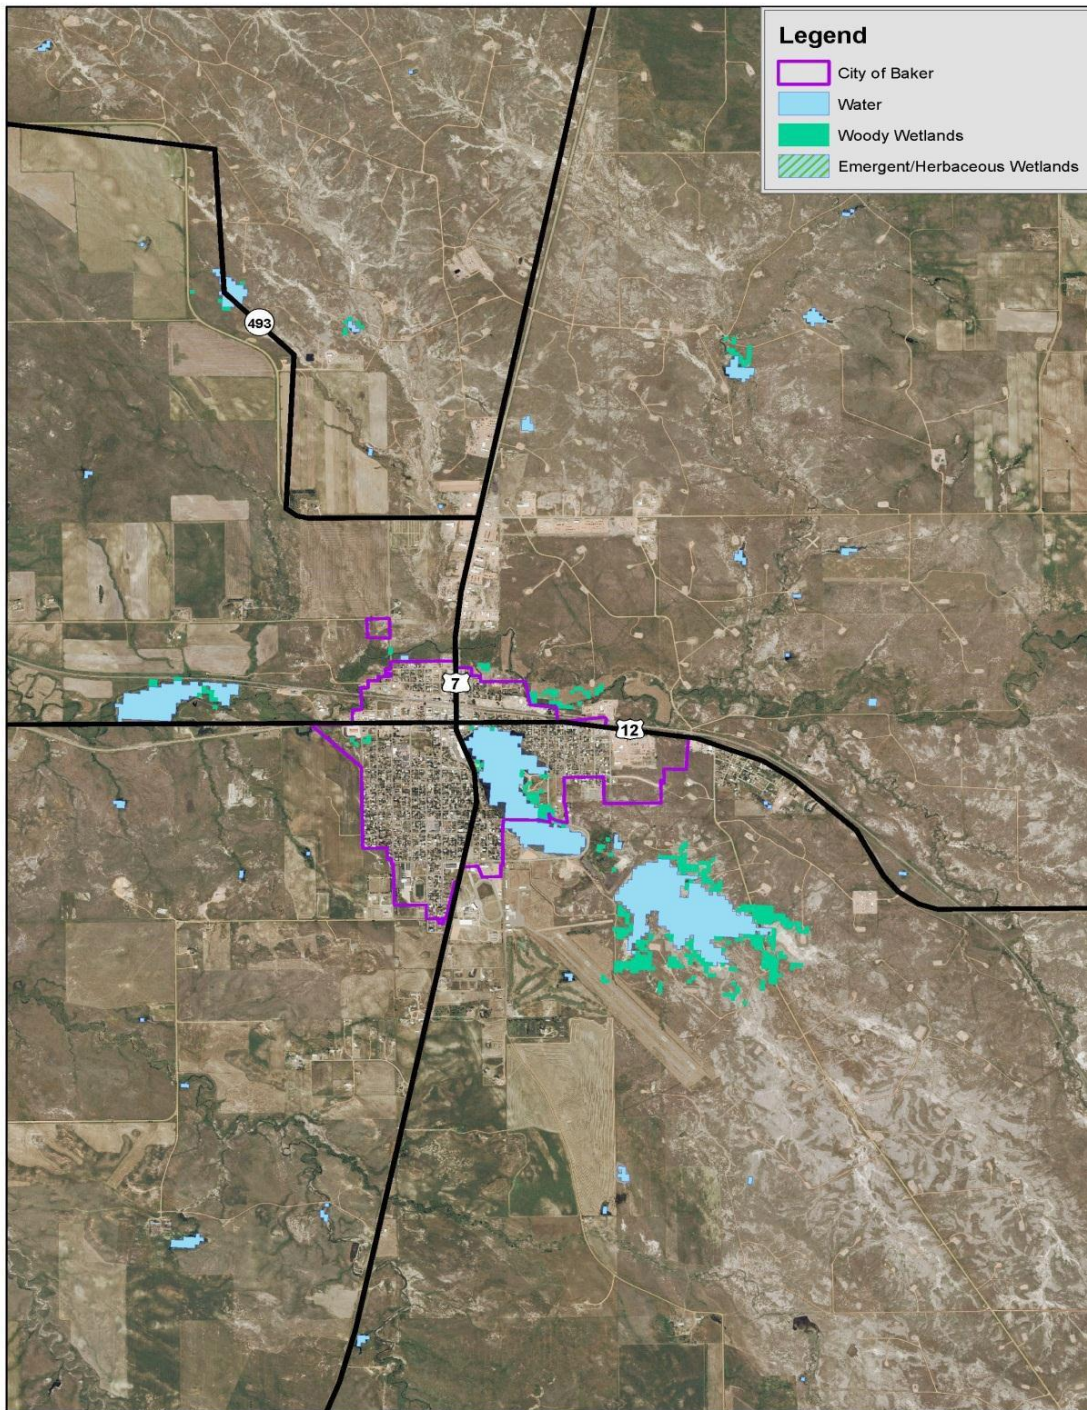 Legend
City of Baker
Water
Woody Wetlands
Emergent/Herbaceous Wetlands
493
7
12